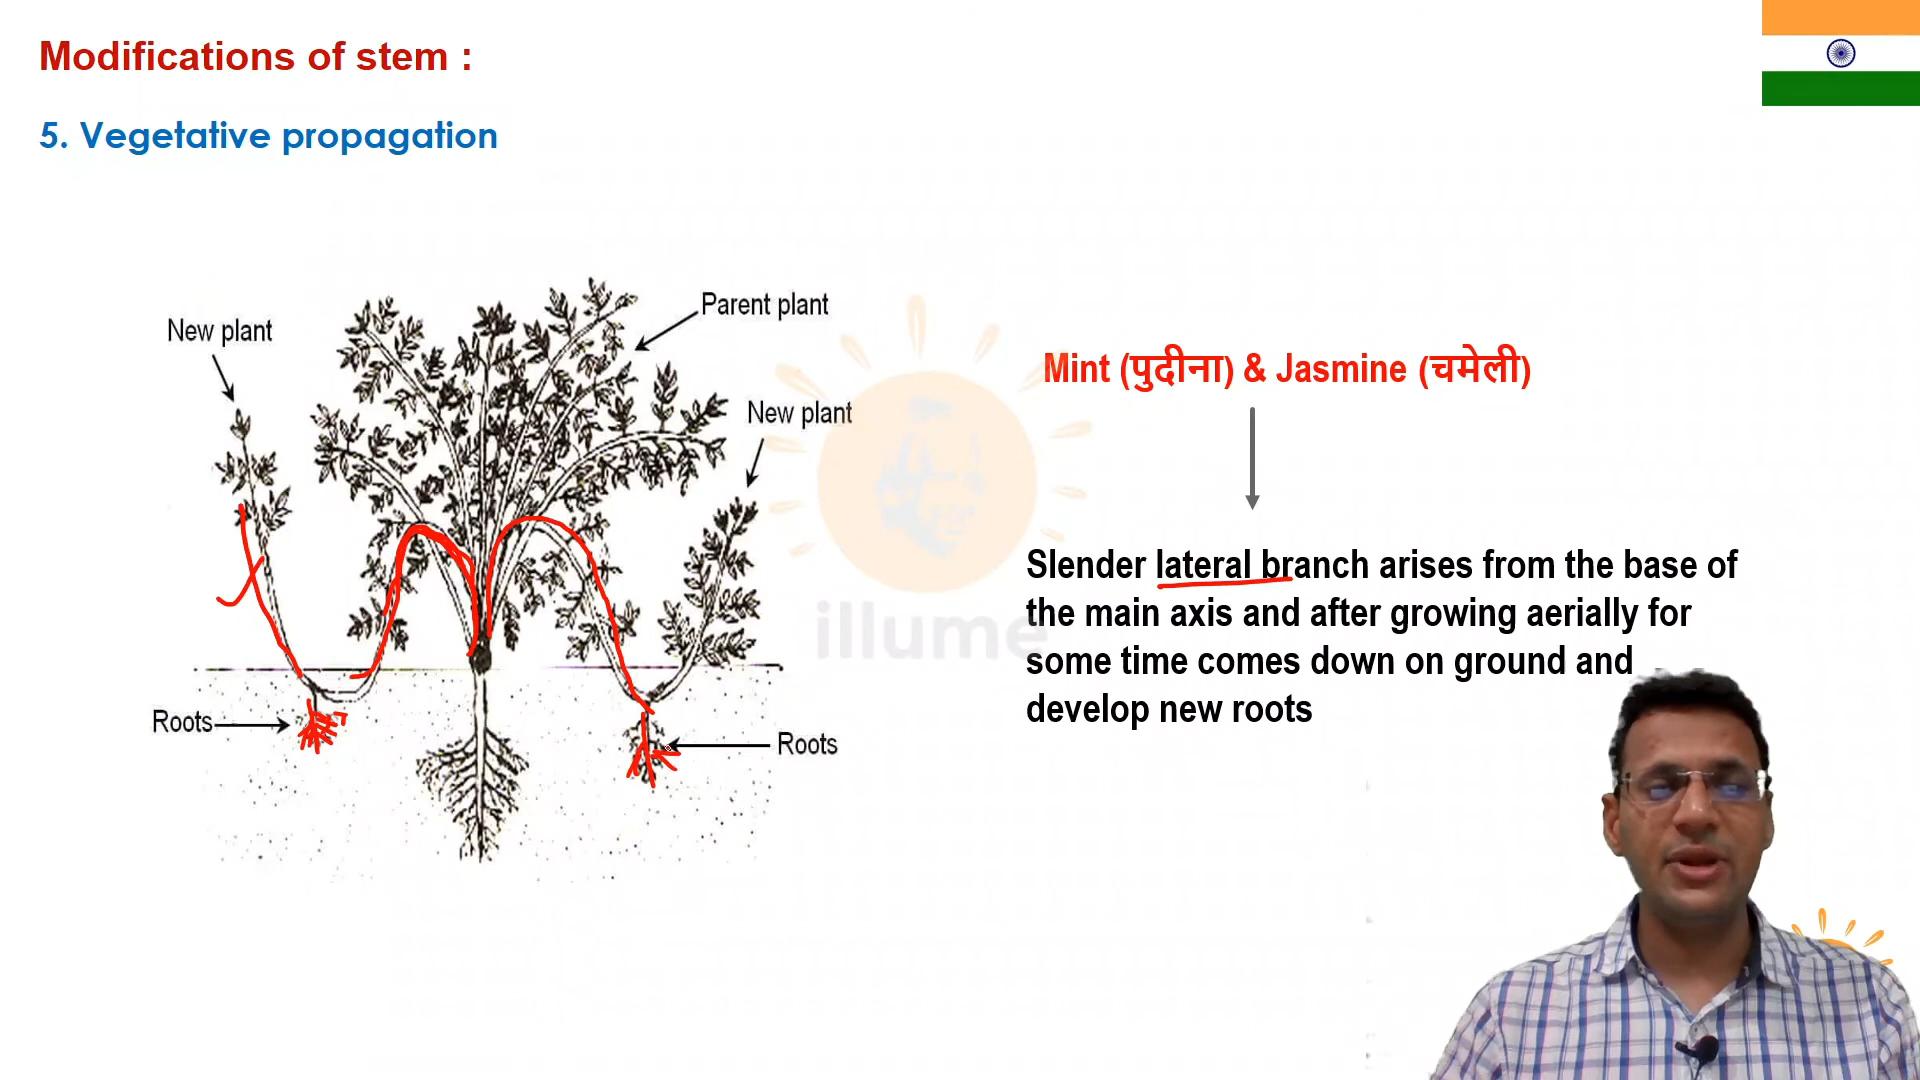 Modifications of stem :
5. Vegetative propagation
New plant
Parent plant
New plant
Roots
Roots
Mint (पुदीना) & Jasmine (चमेली)
Slender lateral branch arises from the base of
the main axis and after growing aerially for
some time comes down on ground and
develop new roots
illume